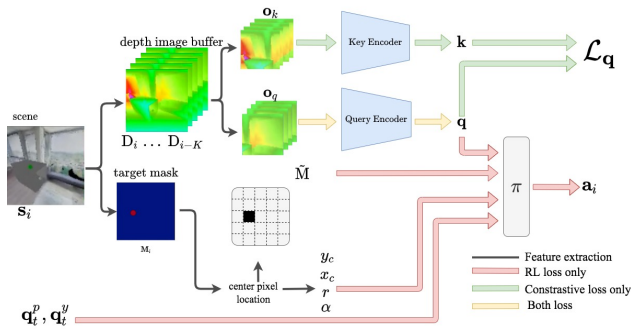 depth image buffer
o_k
Key Encoder
k
L_q
scene
D_i ... D_{i-K}
o_q
Query Encoder
q
s_i
target mask
M̃
π
a_i
M_i
center pixel
location
y_c
x_c
r
α
q_t^p, q_t^y
Feature extraction
RL loss only
Constrastive loss only
Both loss